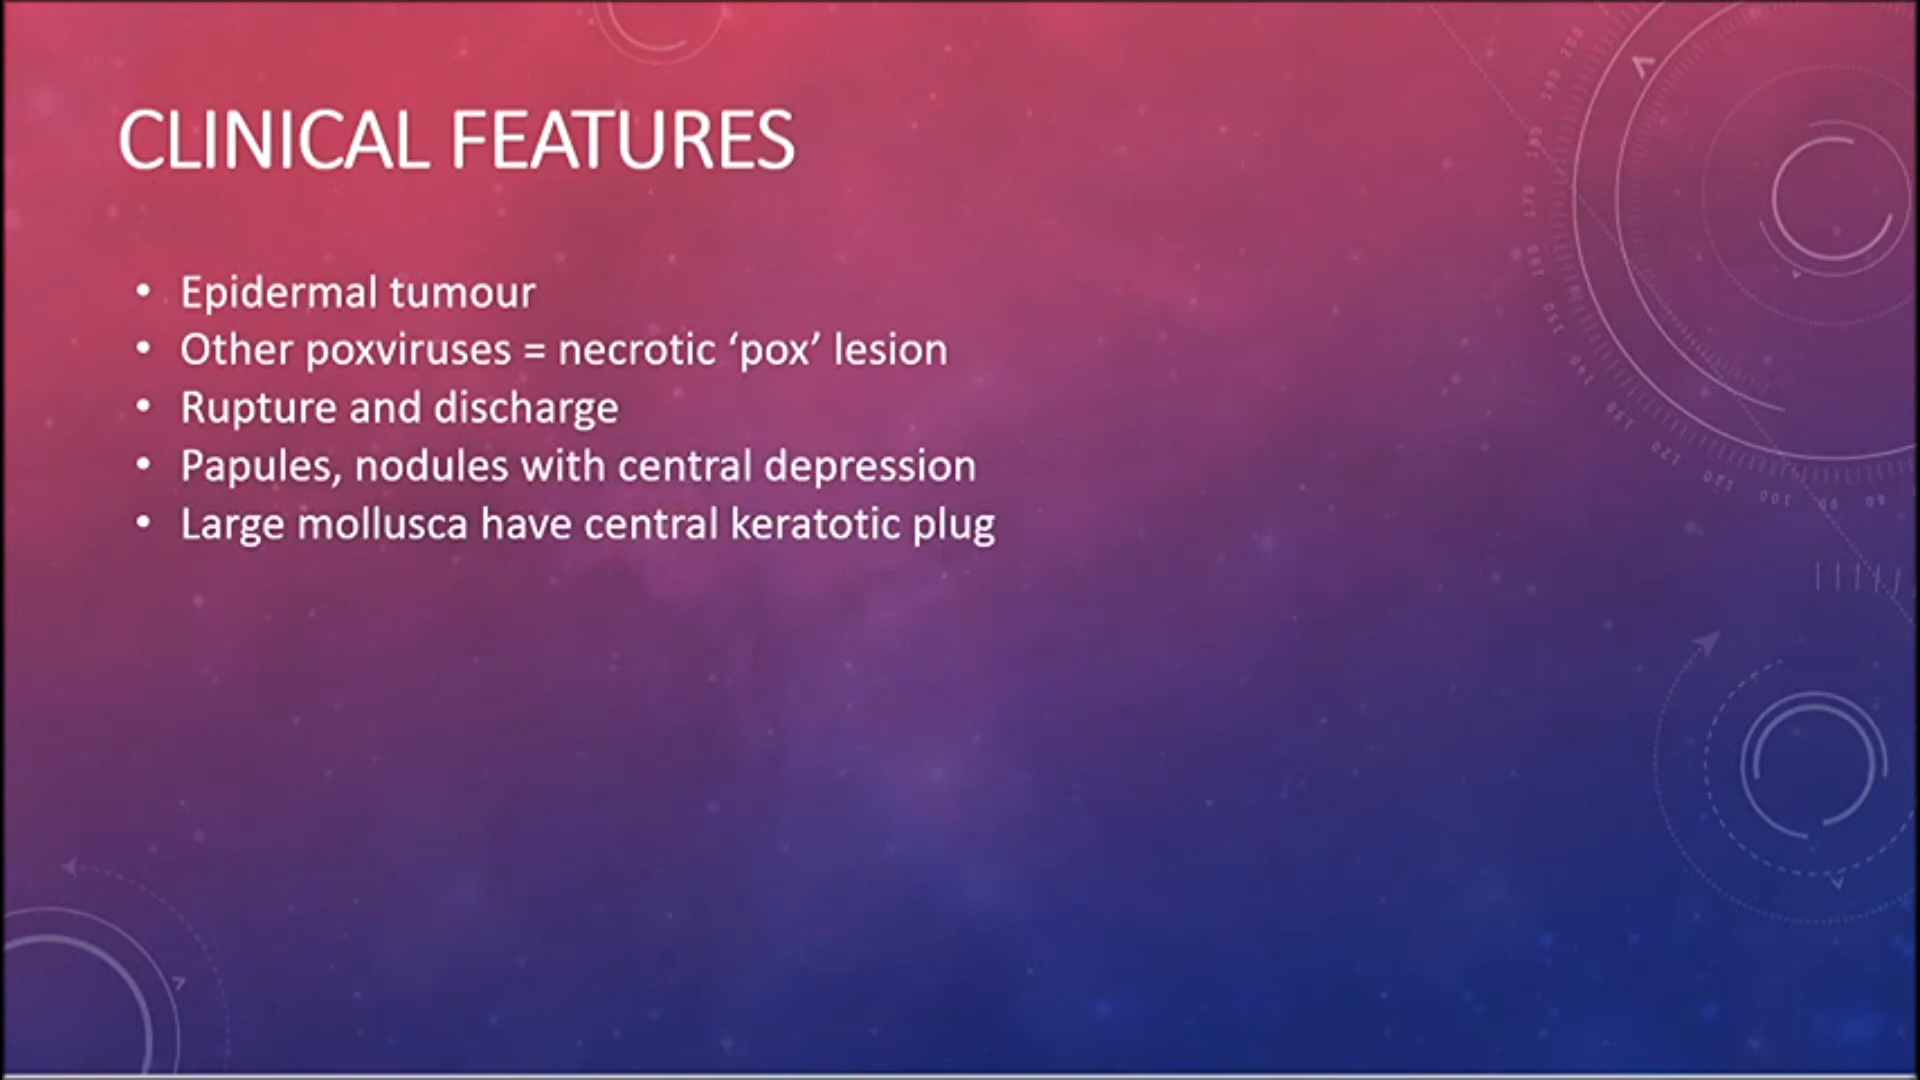 CLINICAL FEATURES
• Epidermal tumour
• Other poxviruses = necrotic ‘pox’ lesion
• Rupture and discharge
• Papules, nodules with central depression
• Large mollusca have central keratotic plug